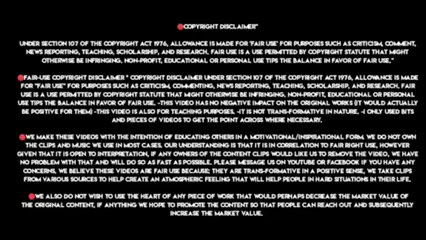 🔴COPYRIGHT DISCLAIMER"
UNDER SECTION 107 OF THE COPYRIGHT ACT 1976, ALLOWANCE IS MADE FOR 'FAIR USE' FOR PURPOSES SUCH AS CRITICISM, COMMENT,
NEWS REPORTING, TEACHING, SCHOLARSHIP, AND RESEARCH, FAIR USE IS A USE PERMITTED BY COPYRIGHT STATUTE THAT MIGHT
OTHERWISE BE INFRINGING, NON-PROFIT, EDUCATIONAL OR PERSONAL USE TIPS THE BALANCE IN FAVOR OF FAIR USE."
🔴FAIR-USE COPYRIGHT DISCLAIMER * COPYRIGHT DISCLAIMER UNDER SECTION 107 OF THE COPYRIGHT ACT 1976, ALLOWANCE IS MADE
FOR "FAIR USE" FOR PURPOSES SUCH AS CRITICISM, COMMENTING, NEWS REPORTING, TEACHING, SCHOLARSHIP, AND RESEARCH, FAIR
USE IS A USE PERMITTED BY COPYRIGHT STATUTE THAT MIGHT OTHERWISE BE INFRINGING, NON-PROFIT, EDUCATIONAL OR PERSONAL
USE TIPS THE BALANCE IN FAVOR OF FAIR USE. -THIS VIDEO HAS NO NEGATIVE IMPACT ON THE ORIGINAL WORKS (IT WOULD ACTUALLY
BE POSITIVE FOR THEM) -THIS VIDEO IS ALSO FOR TEACHING PURPOSES. -IT IS NOT TRANS-FORMATIVE IN NATURE. -I ONLY USED BITS
AND PIECES OF VIDEOS TO GET THE POINT ACROSS WHERE NECESSARY.
🔴WE MAKE THESE VIDEOS WITH THE INTENTION OF EDUCATING OTHERS IN A MOTIVATIONAL/INSPIRATIONAL FORM. WE DO NOT OWN
THE CLIPS AND MUSIC WE USE IN MOST CASES. OUR UNDERSTANDING IS THAT IT IS IN CORRELATION TO FAIR RIGHT USE, HOWEVER
GIVEN THAT IT IS OPEN TO INTERPRETATION, IF ANY OWNERS OF THE CONTENT CLIPS WOULD LIKE US TO REMOVE THE VIDEO, WE HAVE
NO PROBLEM WITH THAT AND WILL DO SO AS FAST AS POSSIBLE. PLEASE MESSAGE US ON YOUTUBE OR FACEBOOK IF YOU HAVE ANY
CONCERNS. WE BELIEVE THESE VIDEOS ARE FAIR USE BECAUSE; THEY ARE TRANS-FORMATIVE IN A POSITIVE SENSE, WE TAKE CLIPS
FROM VARIOUS SOURCES TO HELP CREATE AN ATMOSPHERIC FEELING THAT WILL HELP PEOPLE IN HARD SITUATIONS IN THEIR LIFE.
🔴WE ALSO DO NOT WISH TO USE THE HEART OF ANY PIECE OF WORK THAT WOULD PERHAPS DECREASE THE MARKET VALUE OF
THE ORIGINAL CONTENT, IF ANYTHING WE HOPE TO PROMOTE THE CONTENT SO THAT PEOPLE CAN REACH OUT AND SUBSEQUENTLY
INCREASE THE MARKET VALUE.